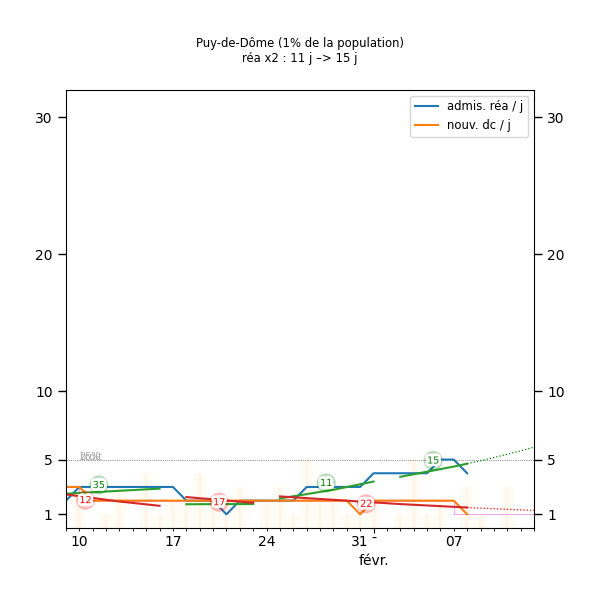 Puy-de-Dôme (1% de la population)
réa x2 : 11 j –> 15 j
admis. réa / j
nouv. dc / j
30 30
20 20
10 10
5 5
1 1
35
12
17
11
22
15
10 17 24 31 - 07
févr.